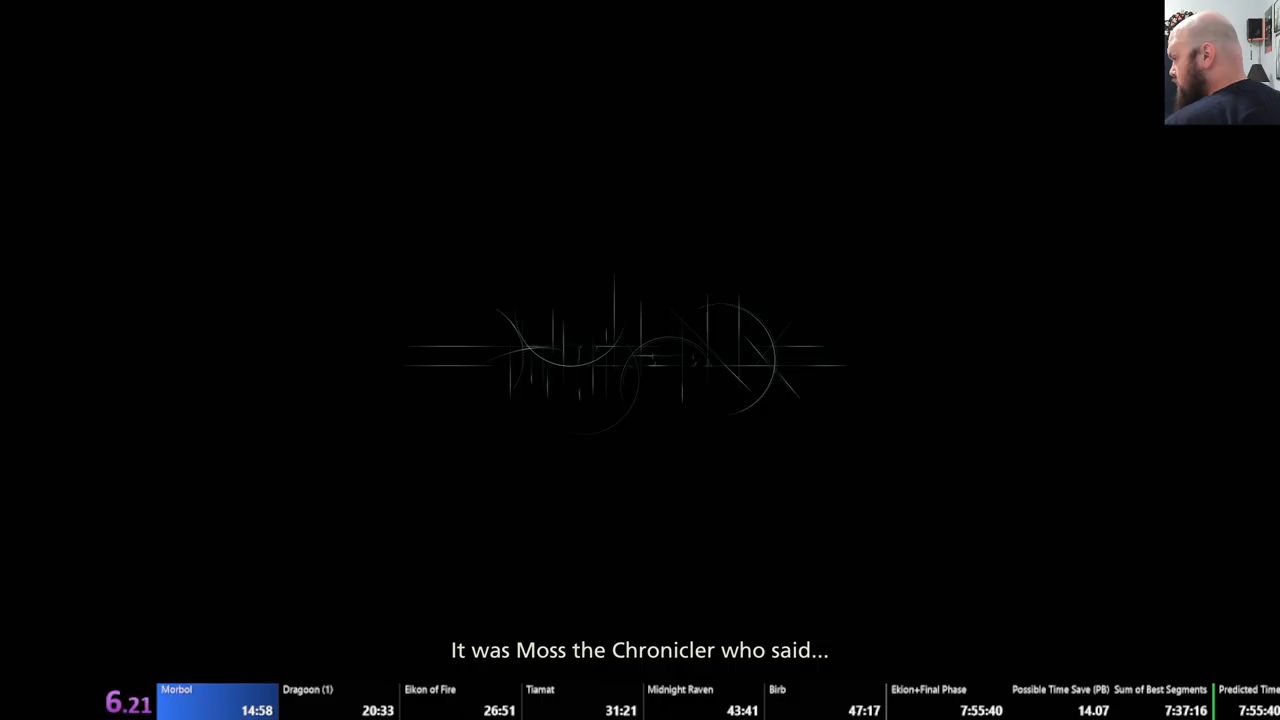 It was Moss the Chronicler who said...
6.21
Morbol
14:58
Dragoon (1)
20:33
Eikon of Fire
26:51
Tiamat
31:21
Midnight Raven
43:41
Birb
47:17
Ekion+Final Phase
7:55:40
Possible Time Save (PB)
14.07
Sum of Best Segments
7:37:16
Predicted Time
7:55:40